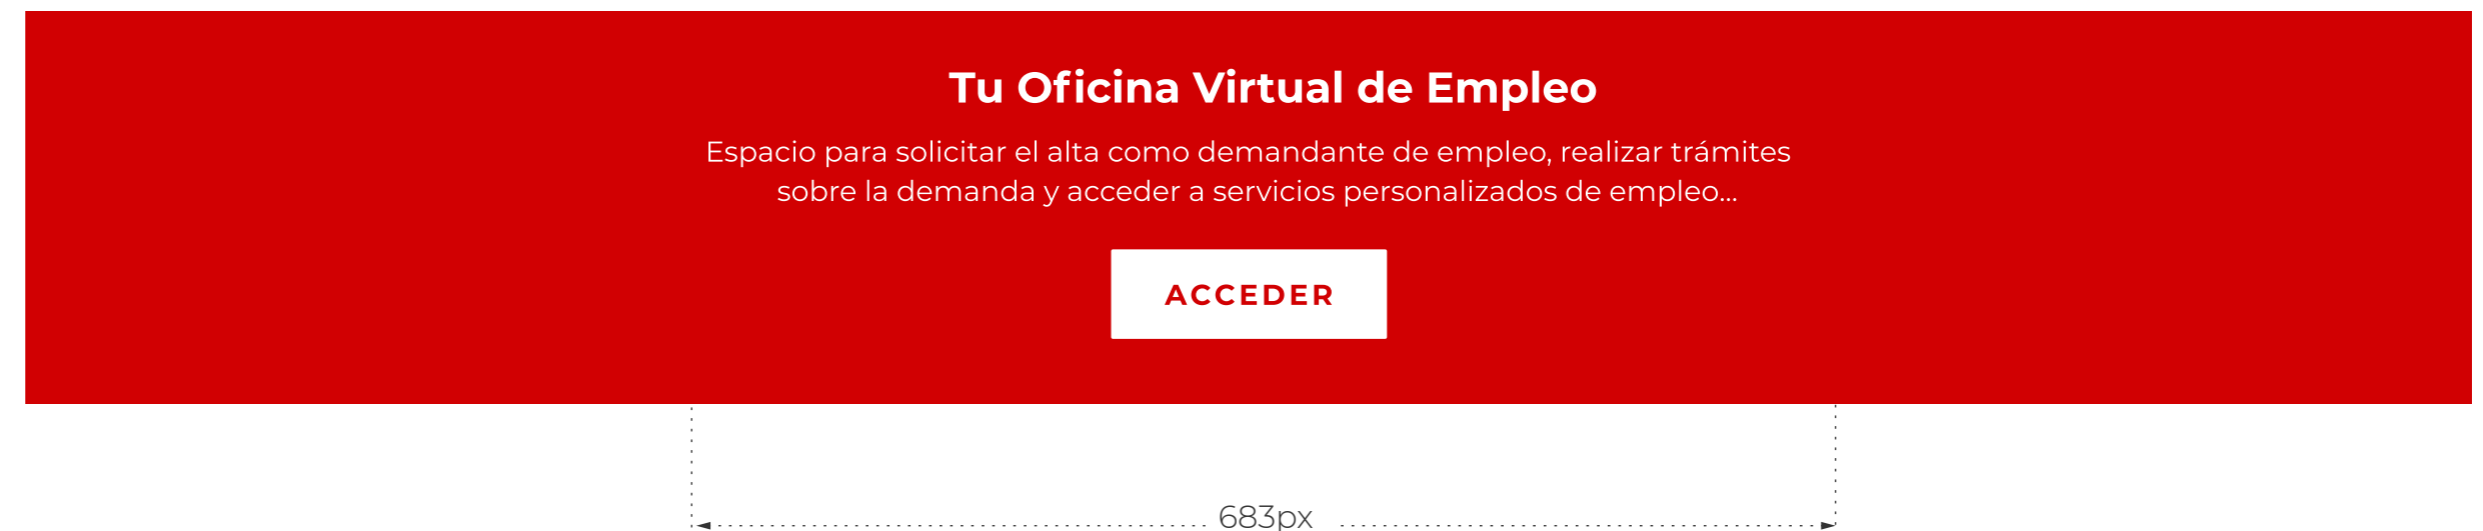 Tu Oficina Virtual de Empleo
Espacio para solicitar el alta como demandante de empleo, realizar trámites
sobre la demanda y acceder a servicios personalizados de empleo...
ACCEDER
683px